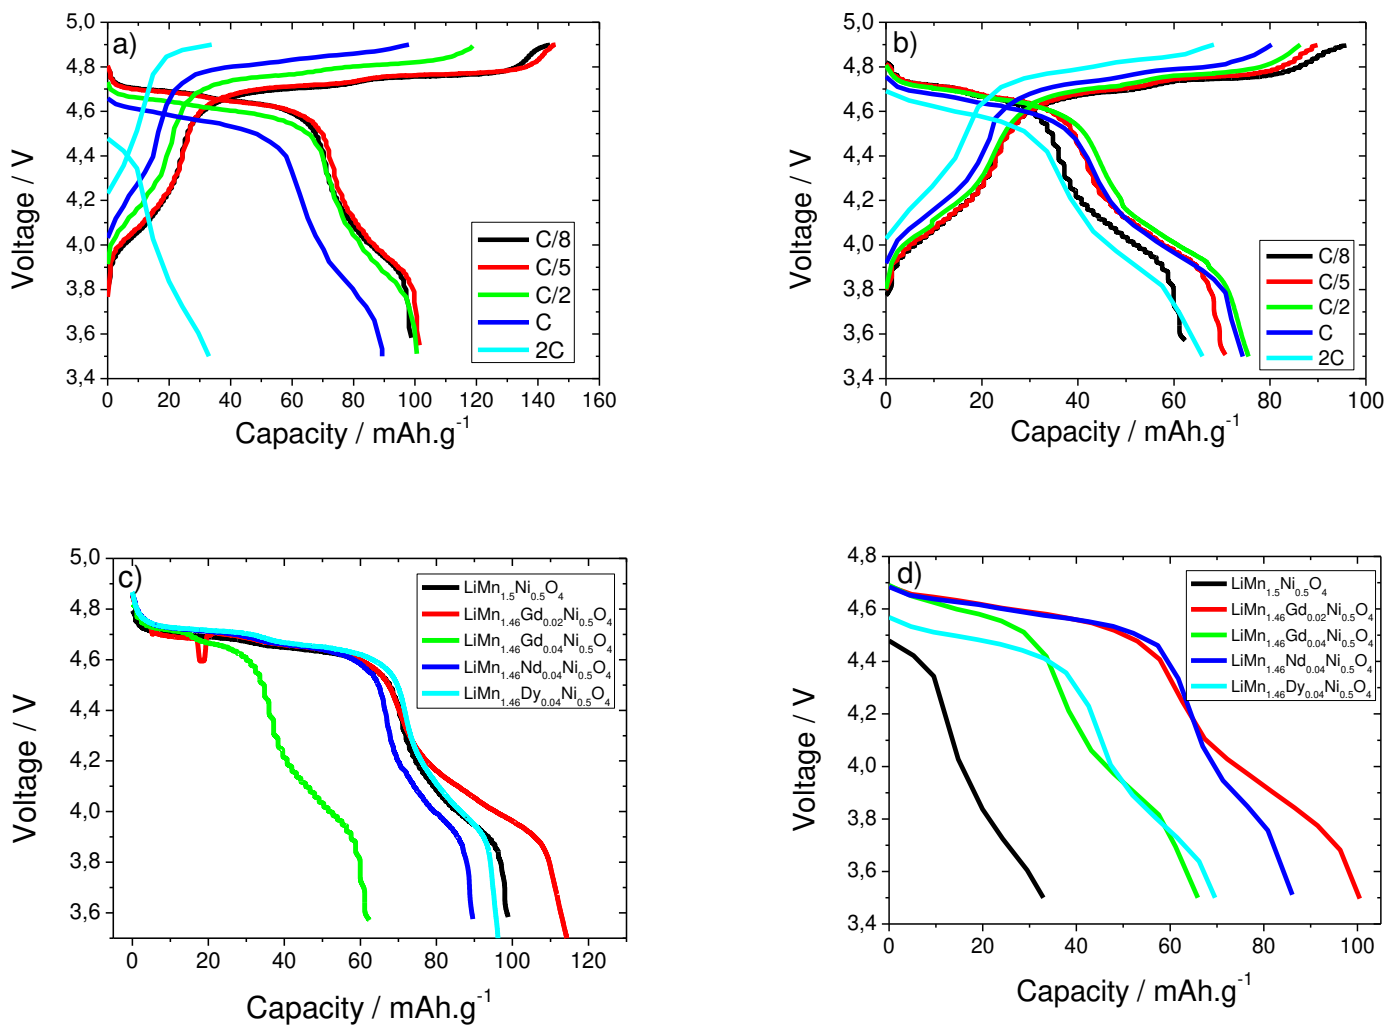 a)
5,0
4,8
4,6
4,4
4,2
4,0
3,8
3,6
3,4
Voltage / V
0 20 40 60 80 100 120 140 160
Capacity / mAh.g-1
C/8
C/5
C/2
C
2C
b)
5,0
4,8
4,6
4,4
4,2
4,0
3,8
3,6
3,4
Voltage / V
0 20 40 60 80 100
Capacity / mAh.g-1
C/8
C/5
C/2
C
2C
c)
5,0
4,8
4,6
4,4
4,2
4,0
3,8
3,6
Voltage / V
0 20 40 60 80 100 120
Capacity / mAh.g-1
LiMn1.5Ni0.5O4
LiMn1.46Gd0.02Ni0.5O4
LiMn1.46Gd0.04Ni0.5O4
LiMn1.46Nd0.04Ni0.5O4
LiMn1.46Dy0.04Ni0.5O4
d)
4,8
4,6
4,4
4,2
4,0
3,8
3,6
3,4
Voltage / V
0 20 40 60 80 100
Capacity / mAh.g-1
LiMn1.5Ni0.5O4
LiMn1.46Gd0.02Ni0.5O4
LiMn1.46Gd0.04Ni0.5O4
LiMn1.46Nd0.04Ni0.5O4
LiMn1.46Dy0.04Ni0.5O4